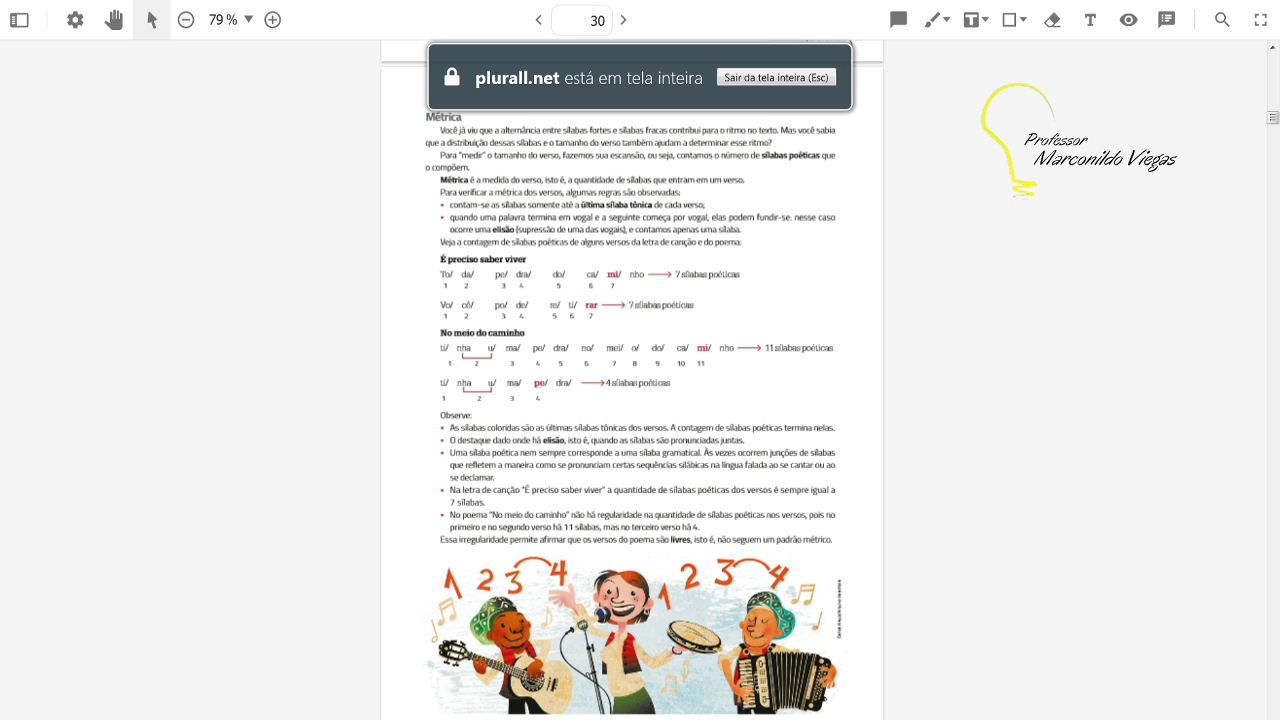 79 %
30
plurall.net está em tela inteira
Sair da tela inteira (Esc)
Professor
Marconildo Viégas
Métrica
Você já viu que a alternância entre sílabas fortes e sílabas fracas contribui para o ritmo no texto. Mas você sabia
que a distribuição dessas sílabas e o tamanho do verso também ajudam a determinar esse ritmo?
Para "medir" o tamanho do verso, fazemos sua escansão, ou seja, contamos o número de sílabas poéticas que
o compõem.
Métrica é a medida do verso, isto é, a quantidade de sílabas que entram em um verso.
Para verificar a métrica dos versos, algumas regras são observadas:
• contam-se as sílabas somente até a última sílaba tônica de cada verso;
• quando uma palavra termina em vogal e a seguinte começa por vogal, elas podem fundir-se: nesse caso
ocorre uma elisão (supressão de uma das vogais), e contamos apenas uma sílaba.
Veja a contagem de sílabas poéticas de alguns versos da letra de canção e do poema:
É preciso saber viver
To/ da/ pe/ dra/ do/ ca/ mi/ nho → 7 sílabas poéticas
1 2 3 4 5 6 7
Vo/ cê/ po/ de/ re/ ti/ rar → 7 sílabas poéticas
1 2 3 4 5 6 7
No meio do caminho
ti/ nha u/ ma/ pe/ dra/ no/ mei/ o/ do/ ca/ mi/ nho → 11 sílabas poéticas
1 2 3 4 5 6 7 8 9 10 11
ti/ nha u/ ma/ pe/ dra/ → 4 sílabas poéticas
1 2 3 4
Observe:
• As sílabas coloridas são as últimas sílabas tônicas dos versos. A contagem de sílabas poéticas termina nelas.
• O destaque dado onde há elisão, isto é, quando as sílabas são pronunciadas juntas.
• Uma sílaba poética nem sempre corresponde a uma sílaba gramatical. Às vezes ocorrem junções de sílabas
que refletem a maneira como se pronunciam certas sequências silábicas na língua falada ao se cantar ou ao
se declamar.
• Na letra de canção "É preciso saber viver" a quantidade de sílabas poéticas dos versos é sempre igual a
7 sílabas.
• No poema "No meio do caminho" não há regularidade na quantidade de sílabas poéticas nos versos, pois no
primeiro e no segundo verso há 11 sílabas, mas no terceiro verso há 4.
Essa irregularidade permite afirmar que os versos do poema são livres, isto é, não seguem um padrão métrico.
1 2 3 4 1 2 3 4